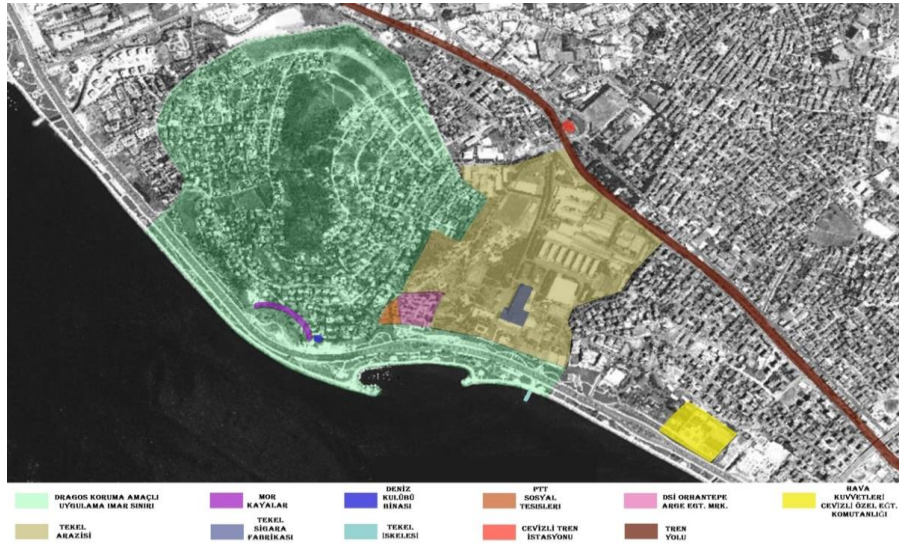 DRAGOS KORUMA AMAÇLI
UYGULAMA IMAR SINIRI
MOR
KAYALAR
DENİZ
KULÜBÜ
BİNASI
PTT
SOSYAL
TESİSLERİ
DSİ ORHANTEPE
ARGE EGT. MRK.
HAVA
KUVVETLERİ
CEVİZLİ ÖZEL EĞT.
KOMUTANLIĞI
TEKEL
ARAZİSİ
TEKEL
SİGARA
FABRİKASI
TEKEL
İSKELESİ
CEVİZLİ TREN
İSTASYONU
TREN
YOLU